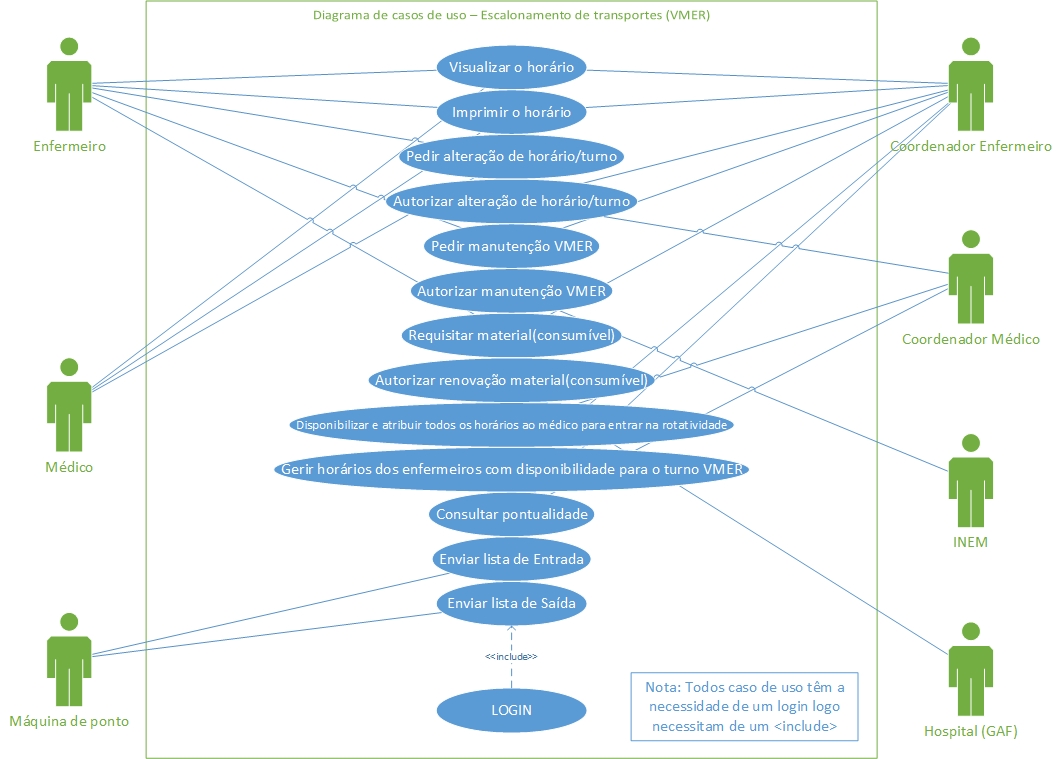 Diagrama de casos de uso – Escalonamento de transportes (VMER)
Visualizar o horário
Imprimir o horário
Pedir alteração de horário/turno
Autorizar alteração de horário/turno
Pedir manutenção VMER
Autorizar manutenção VMER
Requisitar material(consumível)
Autorizar renovação material(consumível)
Disponibilizar e atribuir todos os horários ao médico para entrar na rotatividade
Gerir horários dos enfermeiros com disponibilidade para o turno VMER
Consultar pontualidade
Enviar lista de Entrada
Enviar lista de Saída
<<include>>
LOGIN
Enfermeiro
Médico
Máquina de ponto
Coordenador Enfermeiro
Coordenador Médico
INEM
Hospital (GAF)
Nota: Todos caso de uso têm a
necessidade de um login logo
necessitam de um <include>